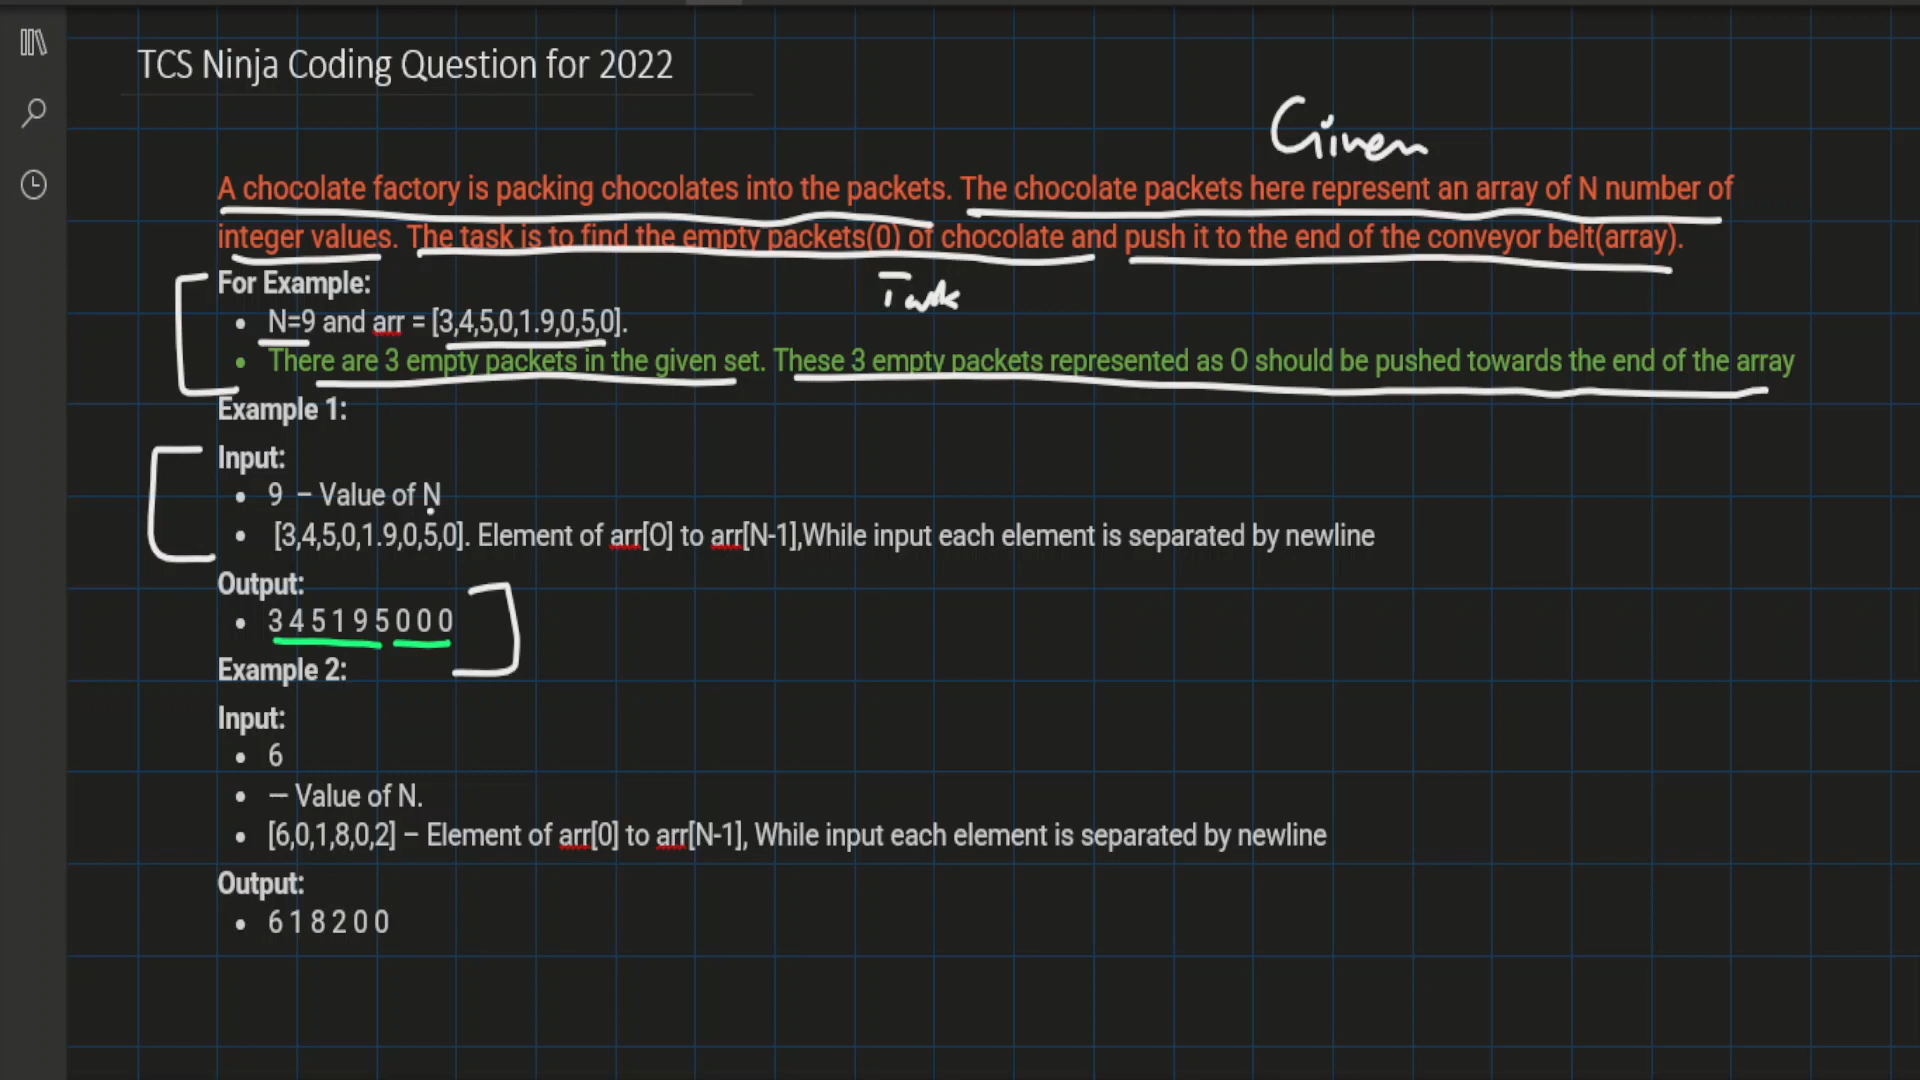 TCS Ninja Coding Question for 2022
Given
A chocolate factory is packing chocolates into the packets. The chocolate packets here represent an array of N number of
integer values. The task is to find the empty packets(0) of chocolate and push it to the end of the conveyor belt(array).
For Example:
Task
• N=9 and arr = [3,4,5,0,1.9,0,5,0].
• There are 3 empty packets in the given set. These 3 empty packets represented as O should be pushed towards the end of the array
Example 1:
Input:
• 9 – Value of N
• [3,4,5,0,1.9,0,5,0]. Element of arr[O] to arr[N-1],While input each element is separated by newline
Output:
• 3 4 5 1 9 5 0 0 0
Example 2:
Input:
• 6
• — Value of N.
• [6,0,1,8,0,2] – Element of arr[0] to arr[N-1], While input each element is separated by newline
Output:
• 6 1 8 2 0 0